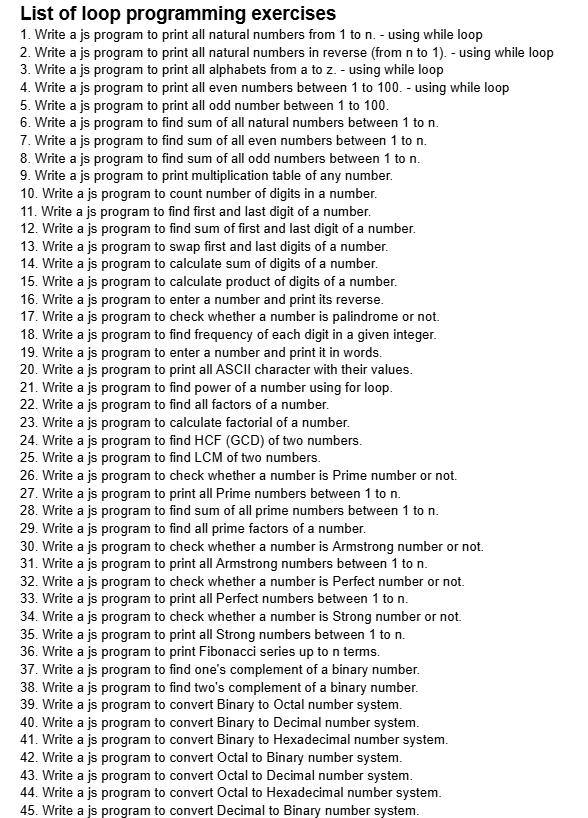 List of loop programming exercises
1. Write a js program to print all natural numbers from 1 to n. - using while loop
2. Write a js program to print all natural numbers in reverse (from n to 1). - using while loop
3. Write a js program to print all alphabets from a to z. - using while loop
4. Write a js program to print all even numbers between 1 to 100. - using while loop
5. Write a js program to print all odd number between 1 to 100.
6. Write a js program to find sum of all natural numbers between 1 to n.
7. Write a js program to find sum of all even numbers between 1 to n.
8. Write a js program to find sum of all odd numbers between 1 to n.
9. Write a js program to print multiplication table of any number.
10. Write a js program to count number of digits in a number.
11. Write a js program to find first and last digit of a number.
12. Write a js program to find sum of first and last digit of a number.
13. Write a js program to swap first and last digits of a number.
14. Write a js program to calculate sum of digits of a number.
15. Write a js program to calculate product of digits of a number.
16. Write a js program to enter a number and print its reverse.
17. Write a js program to check whether a number is palindrome or not.
18. Write a js program to find frequency of each digit in a given integer.
19. Write a js program to enter a number and print it in words.
20. Write a js program to print all ASCII character with their values.
21. Write a js program to find power of a number using for loop.
22. Write a js program to find all factors of a number.
23. Write a js program to calculate factorial of a number.
24. Write a js program to find HCF (GCD) of two numbers.
25. Write a js program to find LCM of two numbers.
26. Write a js program to check whether a number is Prime number or not.
27. Write a js program to print all Prime numbers between 1 to n.
28. Write a js program to find sum of all prime numbers between 1 to n.
29. Write a js program to find all prime factors of a number.
30. Write a js program to check whether a number is Armstrong number or not.
31. Write a js program to print all Armstrong numbers between 1 to n.
32. Write a js program to check whether a number is Perfect number or not.
33. Write a js program to print all Perfect numbers between 1 to n.
34. Write a js program to check whether a number is Strong number or not.
35. Write a js program to print all Strong numbers between 1 to n.
36. Write a js program to print Fibonacci series up to n terms.
37. Write a js program to find one's complement of a binary number.
38. Write a js program to find two's complement of a binary number.
39. Write a js program to convert Binary to Octal number system.
40. Write a js program to convert Binary to Decimal number system.
41. Write a js program to convert Binary to Hexadecimal number system.
42. Write a js program to convert Octal to Binary number system.
43. Write a js program to convert Octal to Decimal number system.
44. Write a js program to convert Octal to Hexadecimal number system.
45. Write a js program to convert Decimal to Binary number system.